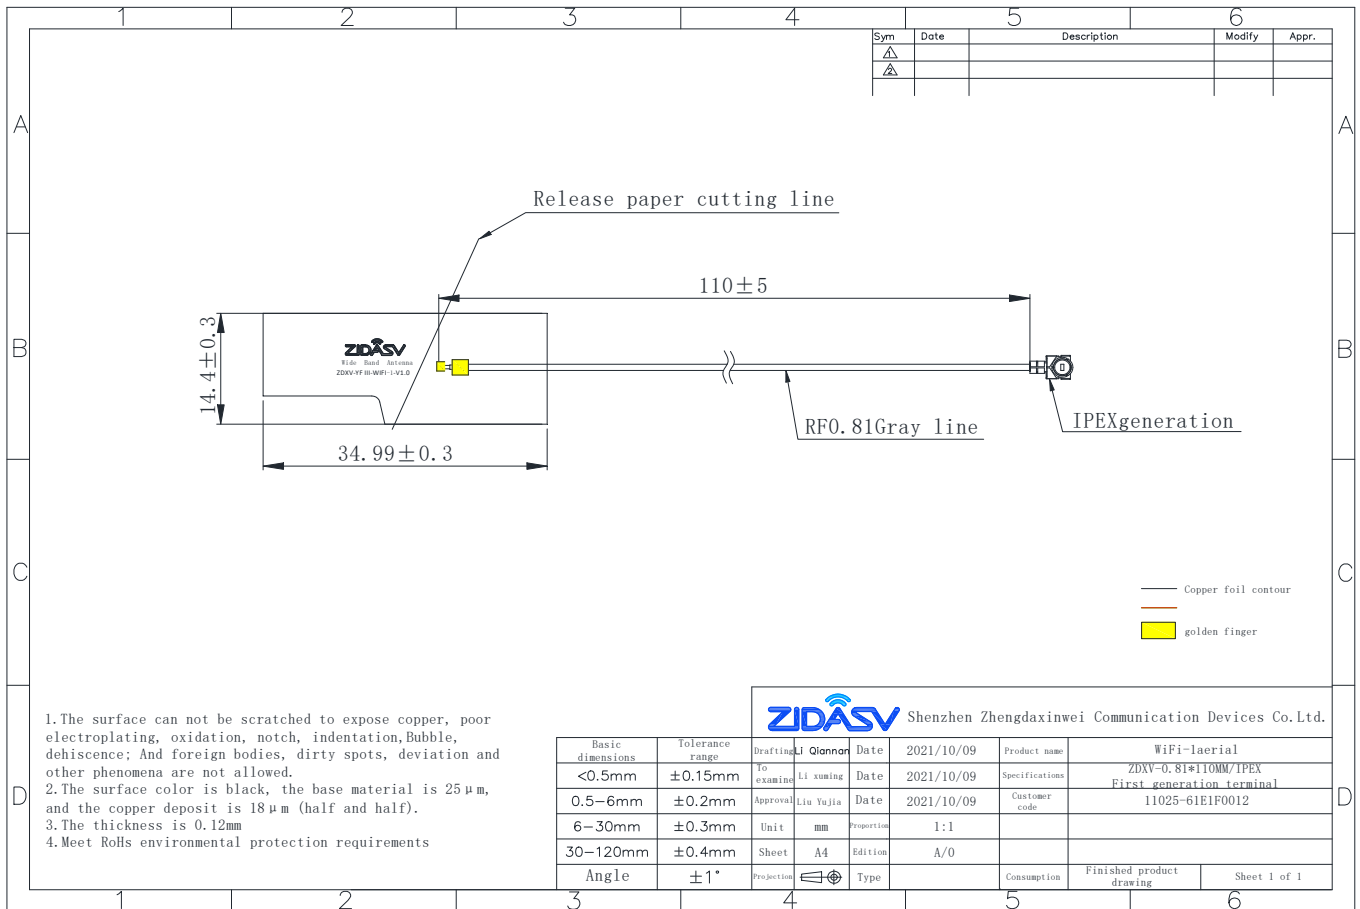 1 2 3 4 5 6
Sym Date Description Modify Appr.
1
2
A A
Release paper cutting line
110±5
14.4±0.3
ZIDASV
Wide Band Antenna
ZDXV-YF III-WIFI-I-V1.0
B B
RF0.81Gray line
IPEXgeneration
34.99±0.3
C C
Copper foil contour
golden finger
1.The surface can not be scratched to expose copper, poor
electroplating, oxidation, notch, indentation,Bubble,
dehiscence; And foreign bodies, dirty spots, deviation and
other phenomena are not allowed.
2.The surface color is black, the base material is 25μm,
and the copper deposit is 18μm (half and half).
3.The thickness is 0.12mm
4.Meet RoHs environmental protection requirements
D D
ZIDASV Shenzhen Zhengdaxinwei Communication Devices Co.Ltd.
Basic dimensions Tolerance range
<0.5mm ±0.15mm
0.5-6mm ±0.2mm
6-30mm ±0.3mm
30-120mm ±0.4mm
Angle ±1°
Drafting Li Qiannan Date 2021/10/09 Product name WiFi-1aerial
To examine Li xuming Date 2021/10/09 Specifications ZDXV-0.81*110MM/IPEX
First generation terminal
Approval Liu Yujia Date 2021/10/09 Customer code 11025-61E1F0012
Unit mm Proportion 1:1
Sheet A4 Edition A/0
Projection Type Consumption Finished product drawing Sheet 1 of 1
1 2 3 4 5 6